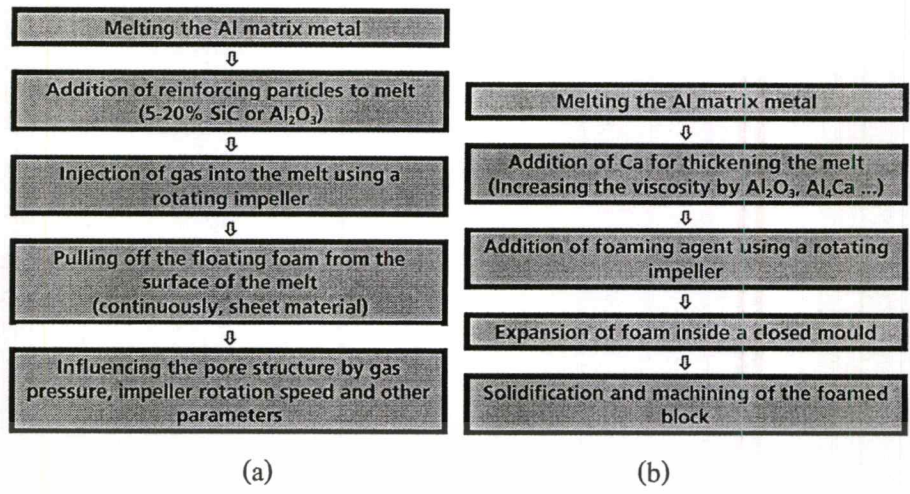 Melting the Al matrix metal
Addition of reinforcing particles to melt
(5-20% SiC or Al₂O₃)
Injection of gas into the melt using a
rotating impeller
Pulling off the floating foam from the
surface of the melt
(continuously, sheet material)
Influencing the pore structure by gas
pressure, impeller rotation speed and other
parameters
(a)
Melting the Al matrix metal
Addition of Ca for thickening the melt
(Increasing the viscosity by Al₂O₃, Al₄Ca ...)
Addition of foaming agent using a rotating
impeller
Expansion of foam inside a closed mould
Solidification and machining of the foamed
block
(b)